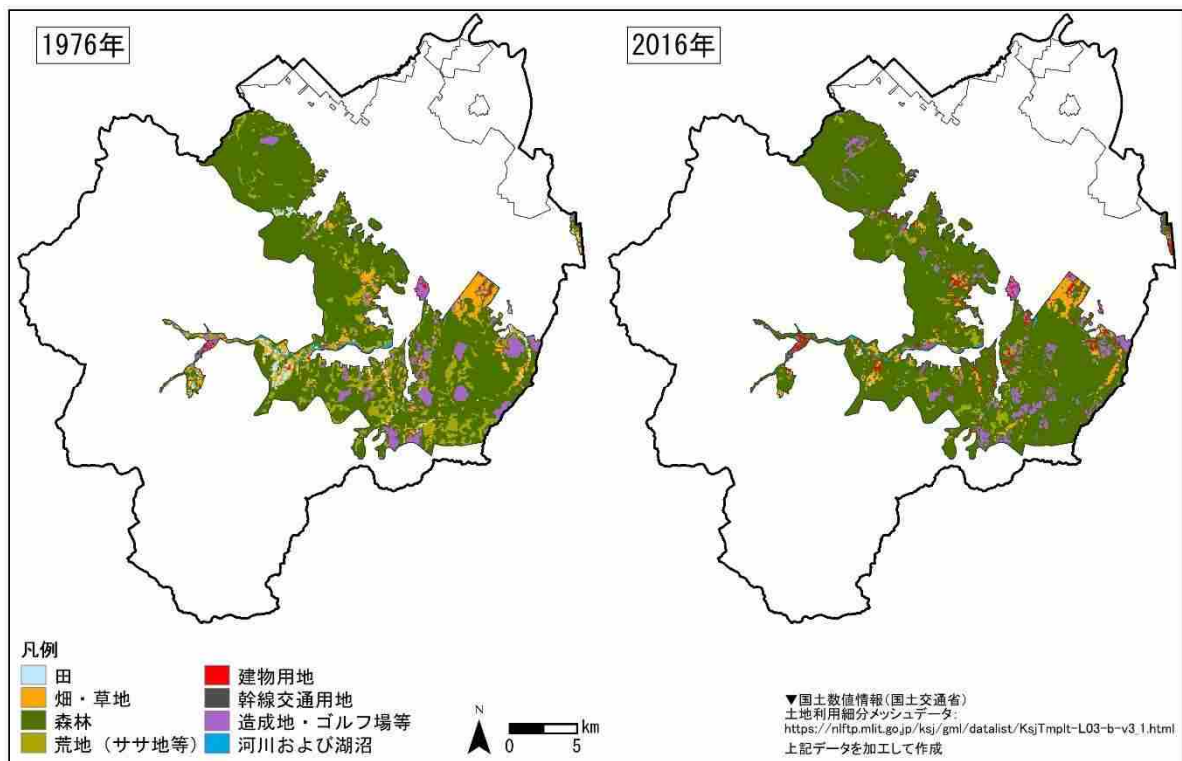 1976年
2016年
凡例
田
畑・草地
森林
荒地（ササ地等）
建物用地
幹線交通用地
造成地・ゴルフ場等
河川および湖沼
N
km
0 5
▼国土数値情報（国土交通省）
土地利用細分メッシュデータ：
https://nlftp.mlit.go.jp/ksj/gml/datalist/KsjTmplt-L03-b-v3_1.html
上記データを加工して作成